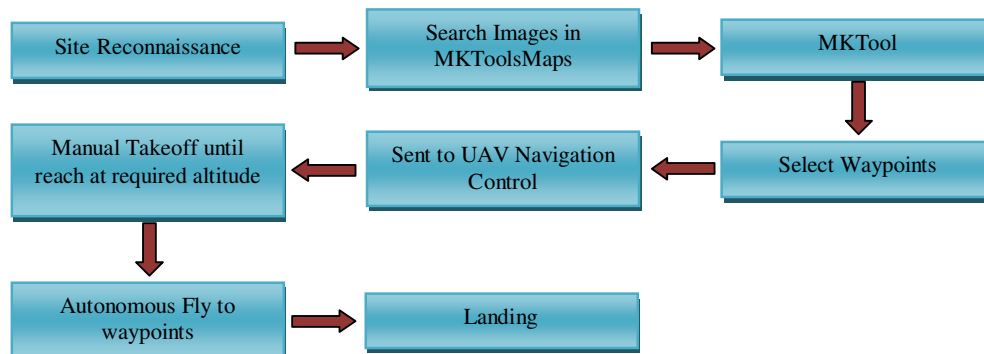 Site Reconnaissance
Search Images in
MKToolsMaps
MKTool
Select Waypoints
Sent to UAV Navigation
Control
Manual Takeoff until
reach at required altitude
Autonomous Fly to
waypoints
Landing